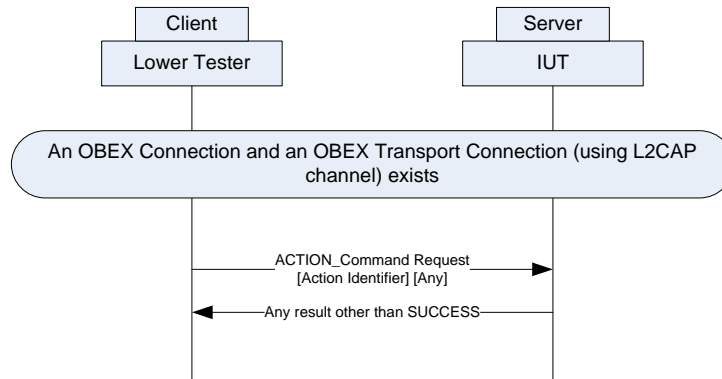 Client
Server
Lower Tester
IUT
An OBEX Connection and an OBEX Transport Connection (using L2CAP
channel) exists
ACTION_Command Request
[Action Identifier] [Any]
Any result other than SUCCESS